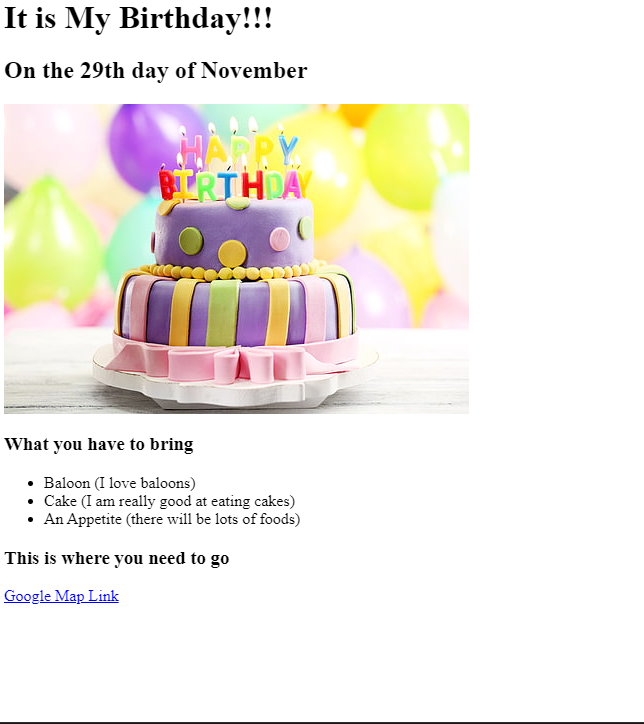 It is My Birthday!!!
On the 29th day of November
HAPPY
BIRTHDAY
What you have to bring
Baloon (I love baloons)
Cake (I am really good at eating cakes)
An Appetite (there will be lots of foods)
This is where you need to go
Google Map Link